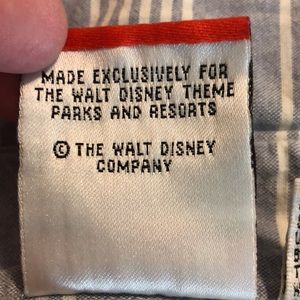 MADE EXCLUSIVELY FOR
THE WALT DISNEY THEME
PARKS AND RESORTS
© THE WALT DISNEY
COMPANY